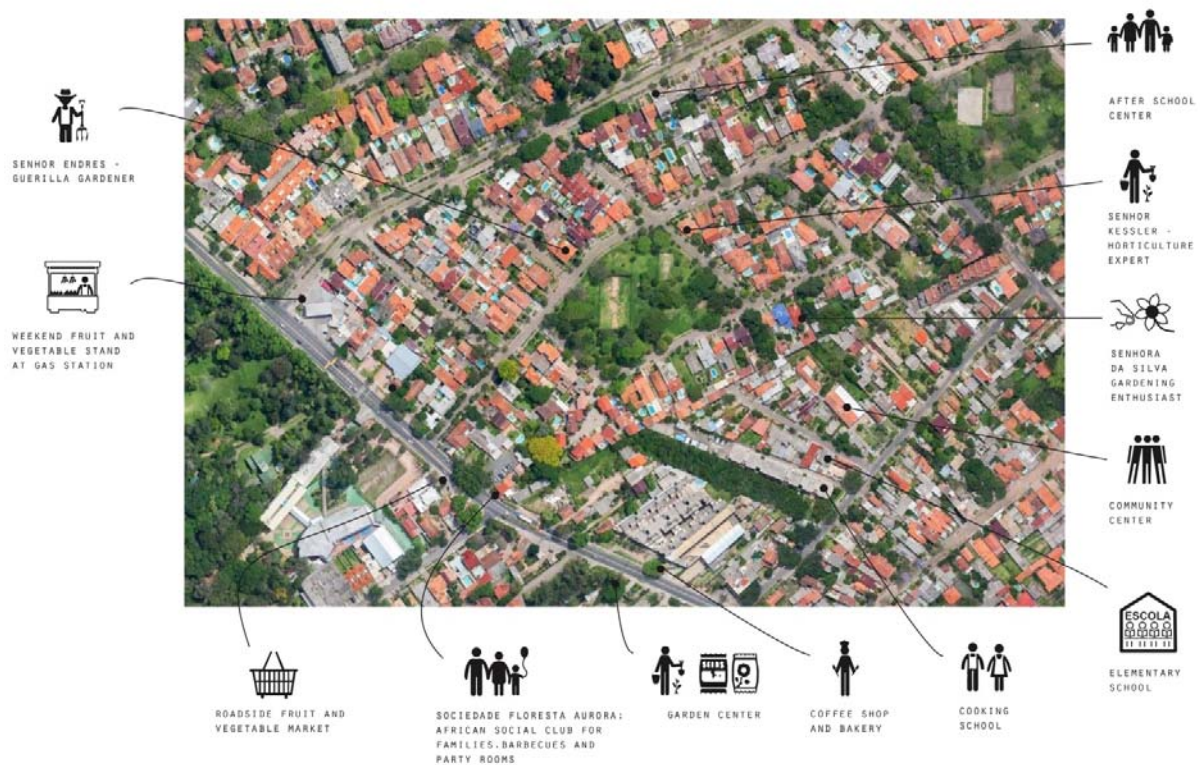 AFTER SCHOOL
CENTER
SENHOR ENDRES -
GUERILLA GARDENER
SENHOR
KESSLER -
HORTICULTURE
EXPERT
WEEKEND FRUIT AND
VEGETABLE STAND
AT GAS STATION
SENHORA
DA SILVA
GARDENING
ENTHUSIAST
COMMUNITY
CENTER
ESCOLA
ELEMENTARY
SCHOOL
ROADSIDE FRUIT AND
VEGETABLE MARKET
SOCIEDADE FLORESTA AURORA:
AFRICAN SOCIAL CLUB FOR
FAMILIES.BARBECUES AND
PARTY ROOMS
GARDEN CENTER
COFFEE SHOP
AND BAKERY
COOKING
SCHOOL